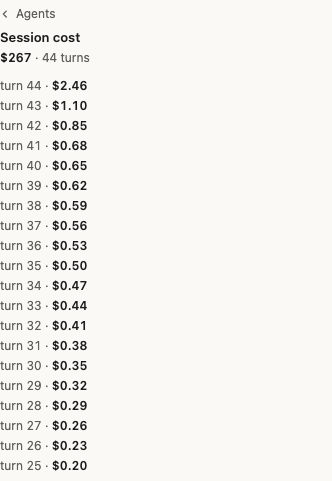 Agents
Session cost
$267 · 44 turns
turn 44 · $2.46
turn 43 · $1.10
turn 42 · $0.85
turn 41 · $0.68
turn 40 · $0.65
turn 39 · $0.62
turn 38 · $0.59
turn 37 · $0.56
turn 36 · $0.53
turn 35 · $0.50
turn 34 · $0.47
turn 33 · $0.44
turn 32 · $0.41
turn 31 · $0.38
turn 30 · $0.35
turn 29 · $0.32
turn 28 · $0.29
turn 27 · $0.26
turn 26 · $0.23
turn 25 · $0.20